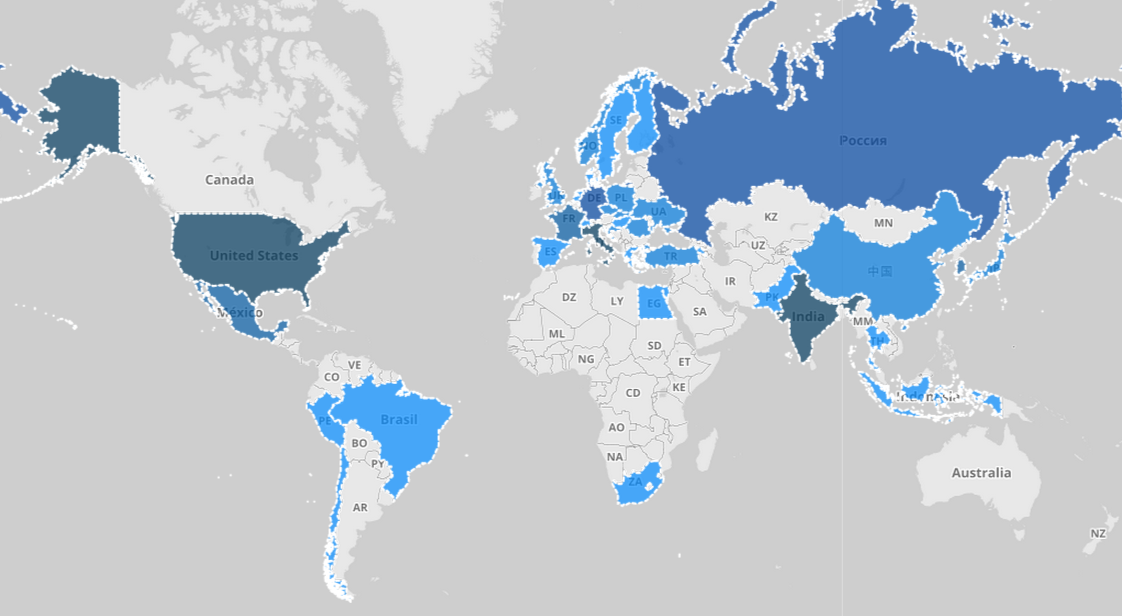 SE
NO
Россия
Canada
UK
DE
PL
UA
FR
KZ
MN
ES
TR
UZ
United States
中国
IR
DZ
LY
EG
PK
México
SA
India
MM
ML
SD
TH
NG
ET
VE
CO
KE
CD
Indonesia
PE
Brasil
AO
BO
NA
PY
Australia
ZA
AR
NZ